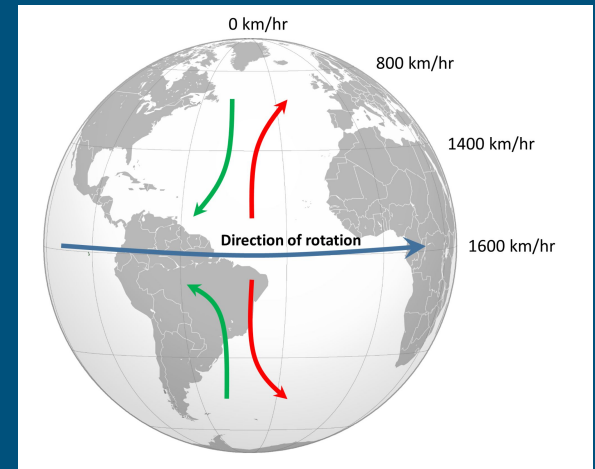 0 km/hr
800 km/hr
1400 km/hr
Direction of rotation
1600 km/hr